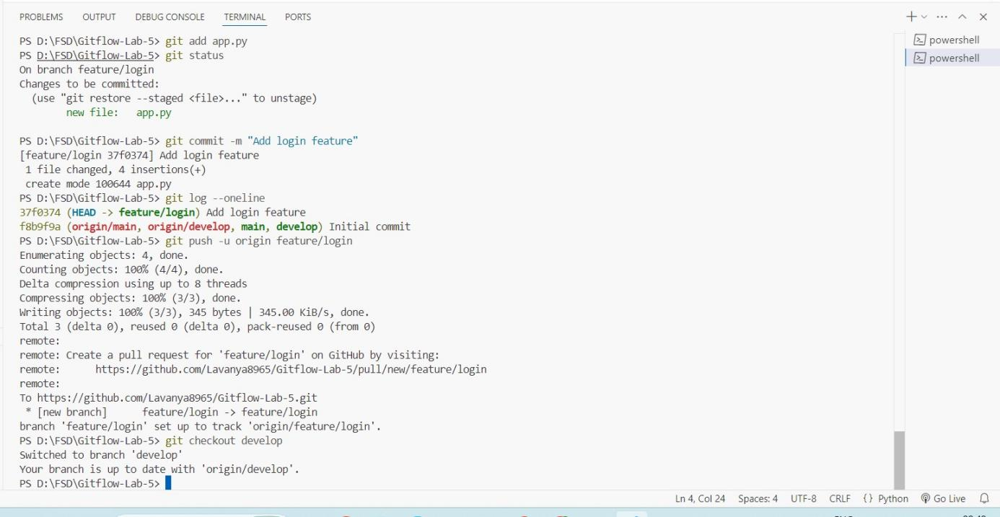 PROBLEMS OUTPUT DEBUG CONSOLE TERMINAL PORTS
powershell
powershell
PS D:\FSD\Gitflow-Lab-5> git add app.py
PS D:\FSD\Gitflow-Lab-5> git status
On branch feature/login
Changes to be committed:
  (use "git restore --staged <file>..." to unstage)
        new file:   app.py

PS D:\FSD\Gitflow-Lab-5> git commit -m "Add login feature"
[feature/login 37f0374] Add login feature
 1 file changed, 4 insertions(+)
 create mode 100644 app.py
PS D:\FSD\Gitflow-Lab-5> git log --oneline
37f0374 (HEAD -> feature/login) Add login feature
f8b9f9a (origin/main, origin/develop, main, develop) Initial commit
PS D:\FSD\Gitflow-Lab-5> git push -u origin feature/login
Enumerating objects: 4, done.
Counting objects: 100% (4/4), done.
Delta compression using up to 8 threads
Compressing objects: 100% (3/3), done.
Writing objects: 100% (3/3), 345 bytes | 345.00 KiB/s, done.
Total 3 (delta 0), reused 0 (delta 0), pack-reused 0 (from 0)
remote:
remote: Create a pull request for 'feature/login' on GitHub by visiting:
remote:      https://github.com/Lavanya8965/Gitflow-Lab-5/pull/new/feature/login
remote:
To https://github.com/Lavanya8965/Gitflow-Lab-5.git
 * [new branch]      feature/login -> feature/login
branch 'feature/login' set up to track 'origin/feature/login'.
PS D:\FSD\Gitflow-Lab-5> git checkout develop
Switched to branch 'develop'
Your branch is up to date with 'origin/develop'.
PS D:\FSD\Gitflow-Lab-5>
Ln 4, Col 24 Spaces: 4 UTF-8 CRLF {} Python Go Live